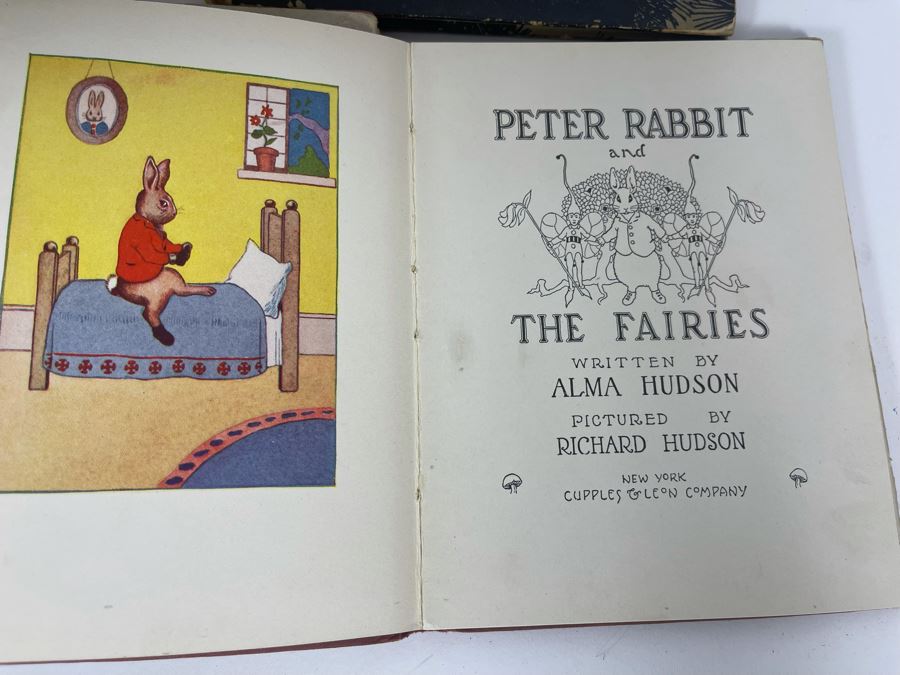 PETER RABBIT
and
THE FAIRIES
WRITTEN BY
ALMA HUDSON
PICTURED BY
RICHARD HUDSON
NEW YORK
CUPPLES & LEON COMPANY